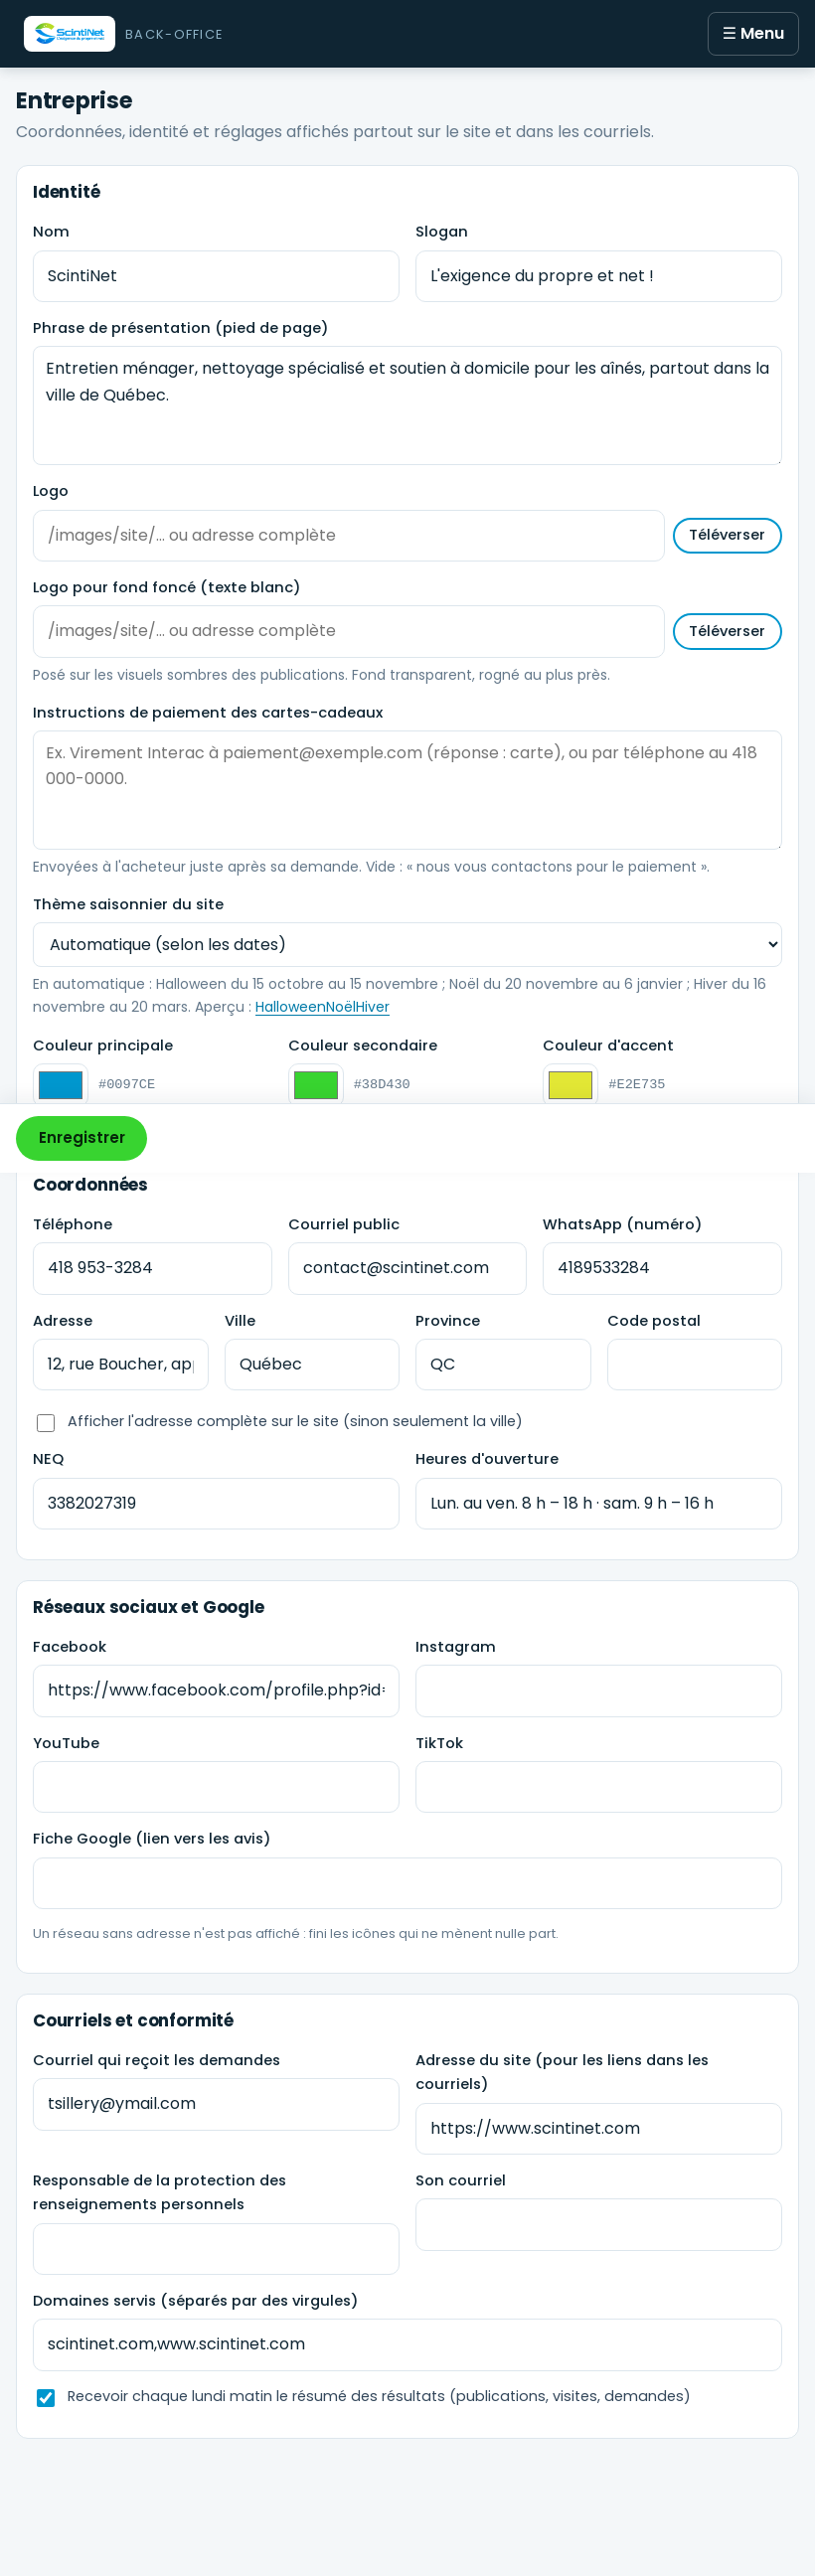 ScintiNet
BACK-OFFICE
☰ Menu
Entreprise
Coordonnées, identité et réglages affichés partout sur le site et dans les courriels.
Identité
Nom
Slogan
ScintiNet
L'exigence du propre et net !
Phrase de présentation (pied de page)
Entretien ménager, nettoyage spécialisé et soutien à domicile pour les aînés, partout dans la
ville de Québec.
Logo
/images/site/... ou adresse complète
Téléverser
Logo pour fond foncé (texte blanc)
/images/site/... ou adresse complète
Téléverser
Posé sur les visuels sombres des publications. Fond transparent, rogné au plus près.
Instructions de paiement des cartes-cadeaux
Ex. Virement Interac à paiement@exemple.com (réponse : carte), ou par téléphone au 418
000-0000.
Envoyées à l'acheteur juste après sa demande. Vide : « nous vous contactons pour le paiement ».
Thème saisonnier du site
Automatique (selon les dates)
En automatique : Halloween du 15 octobre au 15 novembre ; Noël du 20 novembre au 6 janvier ; Hiver du 16
novembre au 20 mars. Aperçu : HalloweenNoëlHiver
Couleur principale
Couleur secondaire
Couleur d'accent
#0097CE
#38D430
#E2E735
Enregistrer
Coordonnées
Téléphone
Courriel public
WhatsApp (numéro)
418 953-3284
contact@scintinet.com
4189533284
Adresse
Ville
Province
Code postal
12, rue Boucher, app
Québec
QC
Afficher l'adresse complète sur le site (sinon seulement la ville)
NEQ
Heures d'ouverture
3382027319
Lun. au ven. 8 h – 18 h · sam. 9 h – 16 h
Réseaux sociaux et Google
Facebook
Instagram
https://www.facebook.com/profile.php?id=
YouTube
TikTok
Fiche Google (lien vers les avis)
Un réseau sans adresse n'est pas affiché : fini les icônes qui ne mènent nulle part.
Courriels et conformité
Courriel qui reçoit les demandes
Adresse du site (pour les liens dans les
courriels)
tsillery@ymail.com
https://www.scintinet.com
Responsable de la protection des
renseignements personnels
Son courriel
Domaines servis (séparés par des virgules)
scintinet.com,www.scintinet.com
Recevoir chaque lundi matin le résumé des résultats (publications, visites, demandes)